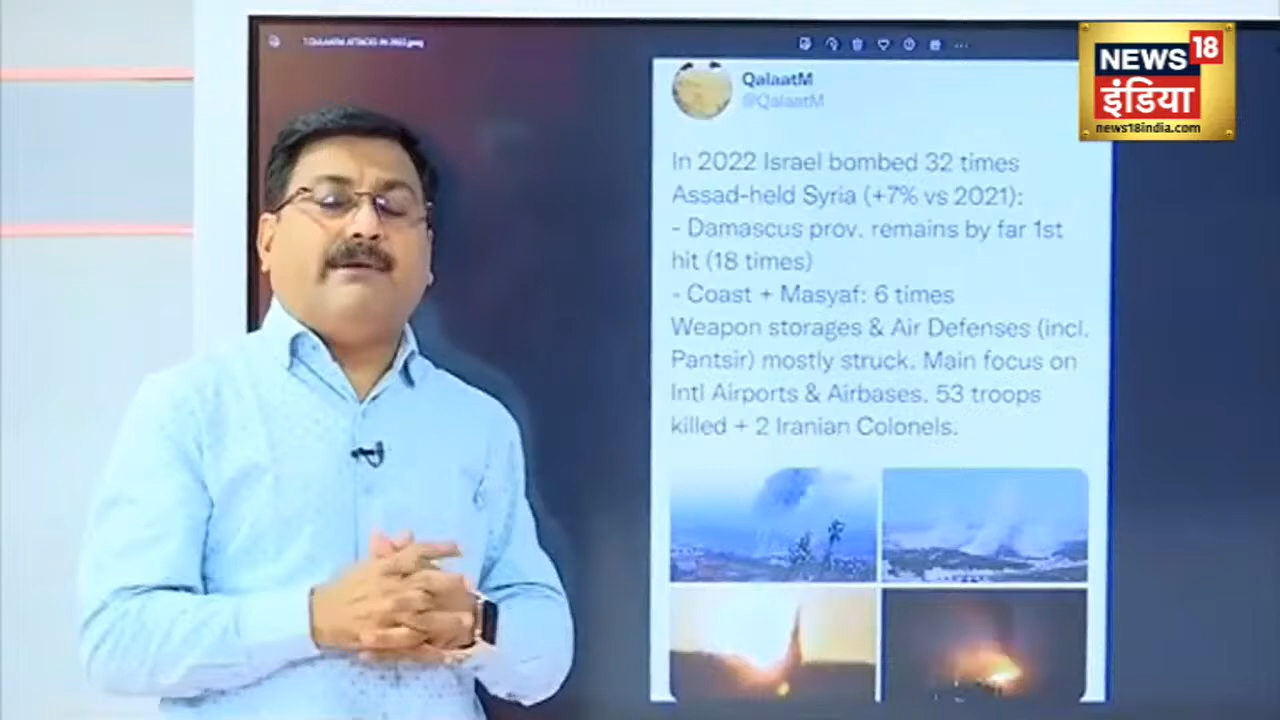 QalaatM
@QalaatM
In 2022 Israel bombed 32 times
Assad-held Syria (+7% vs 2021):
- Damascus prov. remains by far 1st
hit (18 times)
- Coast + Masyaf: 6 times
Weapon storages & Air Defenses (incl.
Pantsir) mostly struck. Main focus on
Intl Airports & Airbases. 53 troops
killed + 2 Iranian Colonels.
NEWS 18
इंडिया
news18india.com